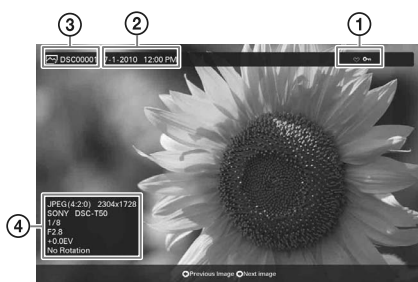 3
2
1
DSC00001
7-1-2010 12:00 PM
4
JPEG(4:2:0) 2304x1728
SONY DSC-T50
1/8
F2.8
+0.0EV
No Rotation
Previous Image Next image